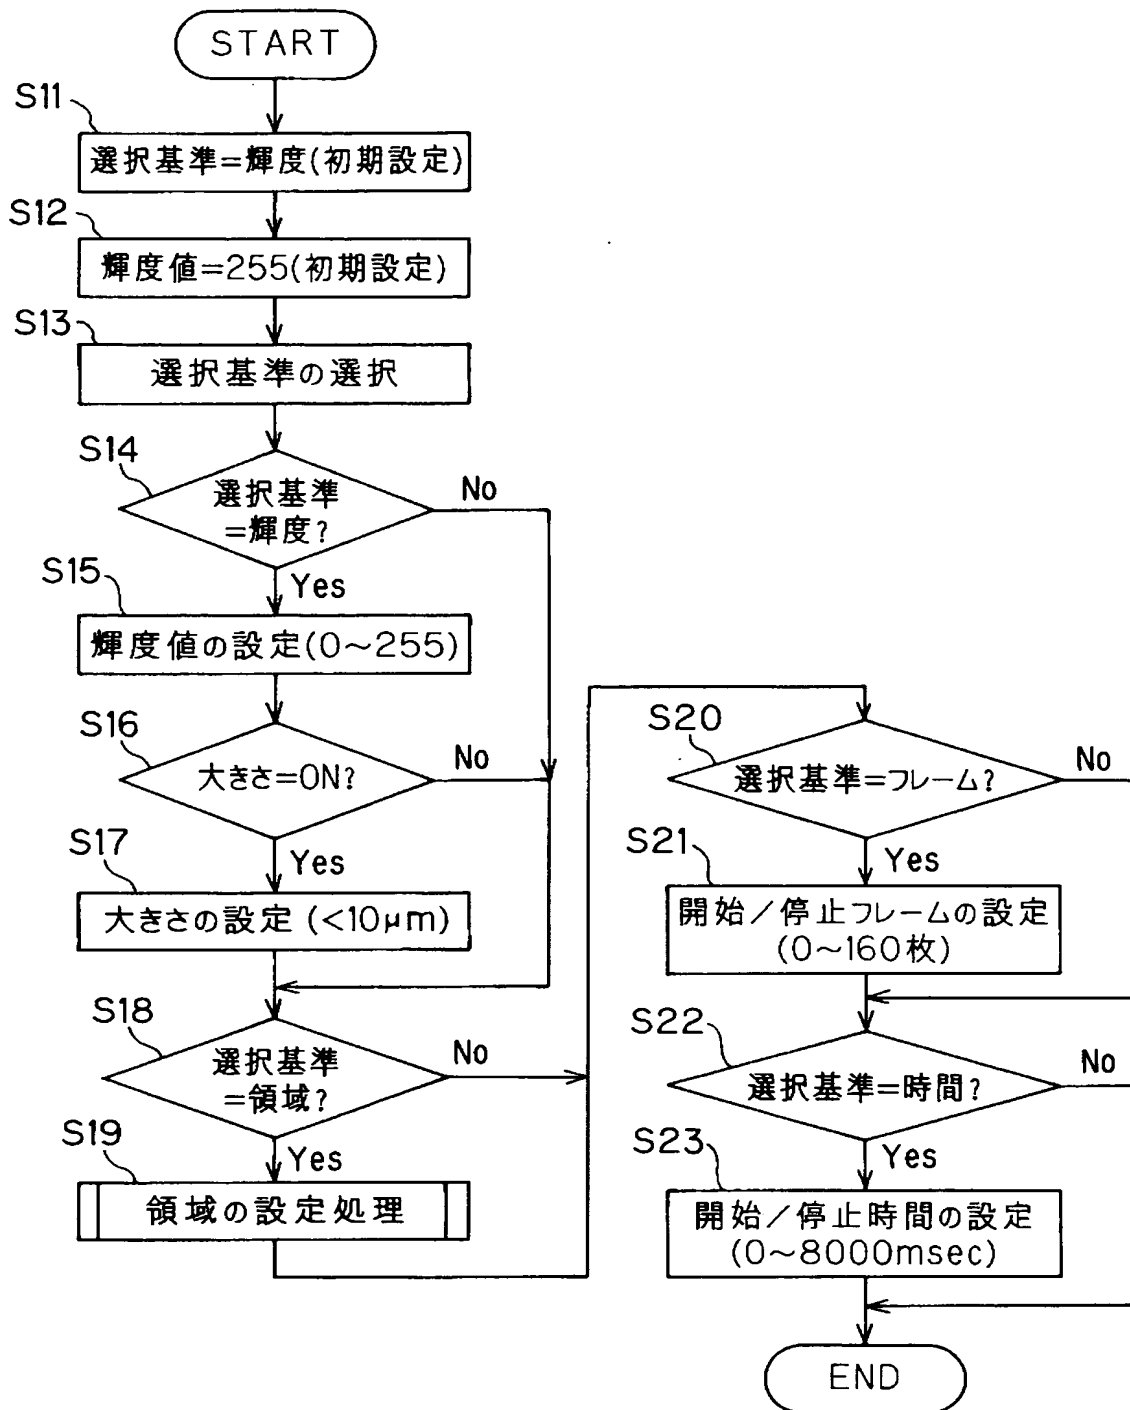 START
S11
選択基準=輝度(初期設定)
S12
輝度値=255(初期設定)
S13
選択基準の選択
S14
選択基準
=輝度?
No
Yes
S15
輝度値の設定(0~255)
S16
大きさ=ON?
No
Yes
S17
大きさの設定(<10μm)
S18
選択基準
=領域?
No
Yes
S19
領域の設定処理
S20
選択基準=フレーム?
No
Yes
S21
開始/停止フレームの設定
(0~160枚)
S22
選択基準=時間?
No
Yes
S23
開始/停止時間の設定
(0~8000msec)
END